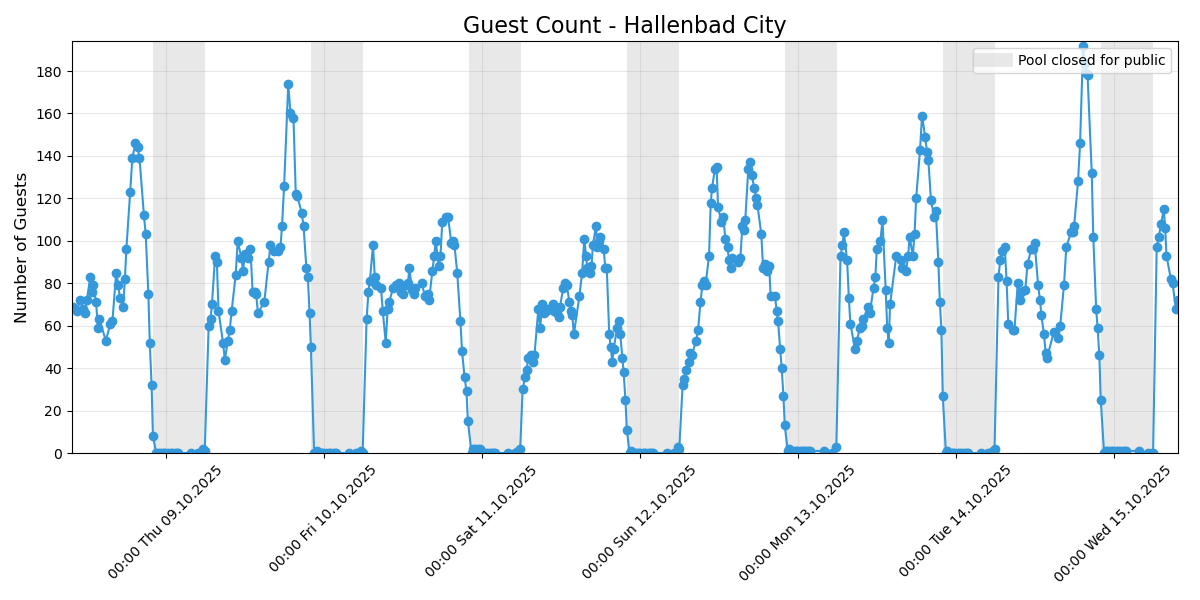 Guest Count - Hallenbad City
Pool closed for public
Number of Guests
180
160
140
120
100
80
60
40
20
0
00:00 Thu 09.10.2025
00:00 Fri 10.10.2025
00:00 Sat 11.10.2025
00:00 Sun 12.10.2025
00:00 Mon 13.10.2025
00:00 Tue 14.10.2025
00:00 Wed 15.10.2025